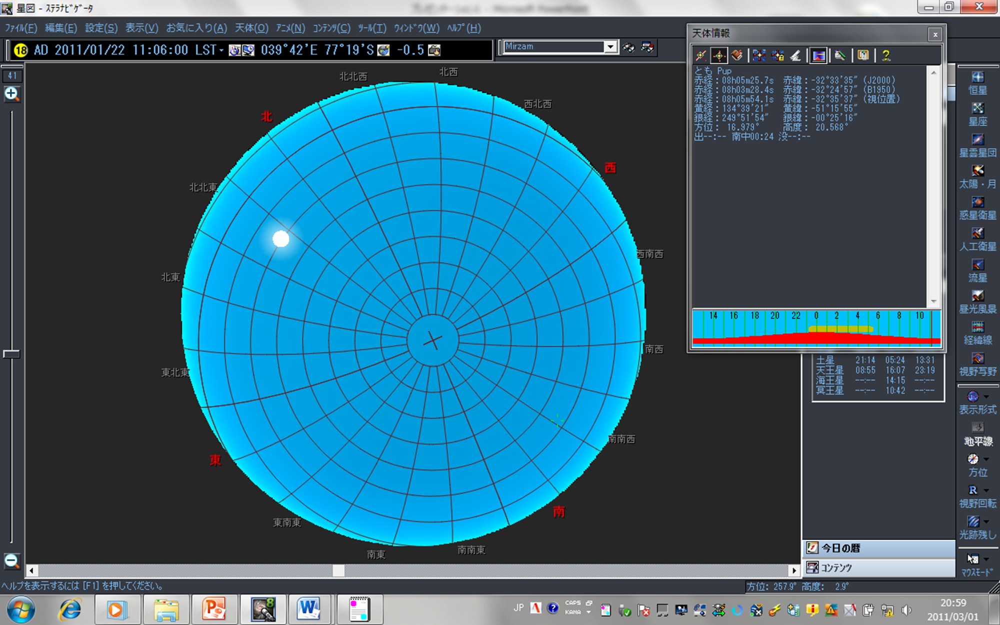 星図 - ｽﾃﾗﾅﾋﾞｹﾞｰﾀ
ﾌｧｲﾙ(F) 編集(E) 設定(S) 表示(V) お気に入り(A) 天体(O) ｱﾆﾒ(N) ｺﾝﾃﾝﾂ(C) ﾂｰﾙ(T) ｳｨﾝﾄﾞｳ(W) ﾍﾙﾌﾟ(H)
18 AD 2011/01/22 11:06:00 LST 039°42'E 77°19'S -0.5
Mirzam
41
北北西
北西
西北西
北
西
北北東
西南西
北東
南西
東北東
南南西
東
南
東南東
南東
南南東
天体情報
とも Pup
赤経：08h05m25.7s 赤緯：-32°33'35" (J2000)
赤経：08h03m28.4s 赤緯：-32°24'57" (B1950)
赤経：08h05m54.1s 赤緯：-32°35'37" (視位置)
黄経：134°39'21" 黄緯：-51°15'55"
銀経：249°51'54" 銀緯：-00°25'16"
方位： 16.979° 高度： 20.568°
出--:-- 南中00:24 没--:--
14 16 18 20 22 0 2 4 6 8 10
土星 21:14 05:24 13:31
天王星 08:55 16:07 23:19
海王星 --:-- 14:15 --:--
冥王星 --:-- 10:42 --:--
恒星
星座
星雲星団
太陽・月
惑星衛星
人工衛星
流星
昼光風景
経緯線
視野写野
表示形式
地平線
方位
視野回転
光跡残し
ﾏｳｽﾓｰﾄﾞ
今日の暦
ｺﾝﾃﾝﾂ
ヘルプを表示するには [F1] を押してください。
方位： 257.9° 高度： 2.9°
JP A CAPS KANA
20:59
2011/03/01